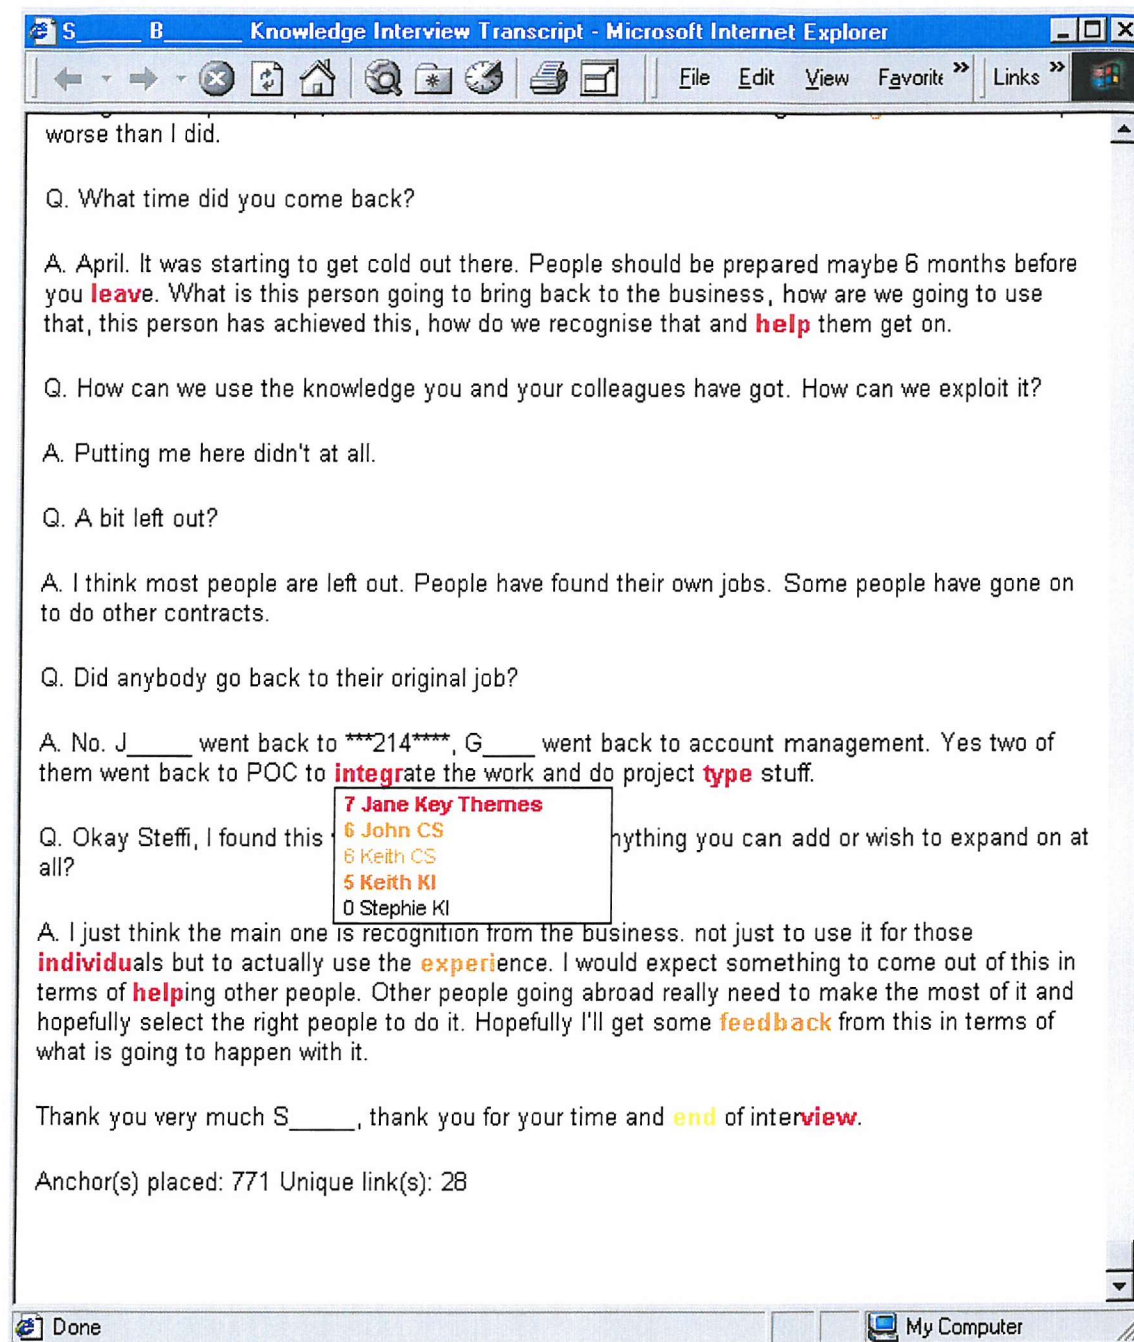 S_____ B______ Knowledge Interview Transcript - Microsoft Internet Explorer
File Edit View Favorite » Links »
worse than I did.
Q. What time did you come back?
A. April. It was starting to get cold out there. People should be prepared maybe 6 months before
you leave. What is this person going to bring back to the business, how are we going to use
that, this person has achieved this, how do we recognise that and help them get on.
Q. How can we use the knowledge you and your colleagues have got. How can we exploit it?
A. Putting me here didn't at all.
Q. A bit left out?
A. I think most people are left out. People have found their own jobs. Some people have gone on
to do other contracts.
Q. Did anybody go back to their original job?
A. No. J_____ went back to ***214****, G____ went back to account management. Yes two of
them went back to POC to integrate the work and do project type stuff.
7 Jane Key Themes
6 John CS
6 Keith CS
5 Keith KI
0 Stephie KI
Q. Okay Steffi, I found this nything you can add or wish to expand on at
all?
A. I just think the main one is recognition from the business. not just to use it for those
individuals but to actually use the experience. I would expect something to come out of this in
terms of helping other people. Other people going abroad really need to make the most of it and
hopefully select the right people to do it. Hopefully I'll get some feedback from this in terms of
what is going to happen with it.
Thank you very much S_____, thank you for your time and end of interview.
Anchor(s) placed: 771 Unique link(s): 28
Done My Computer